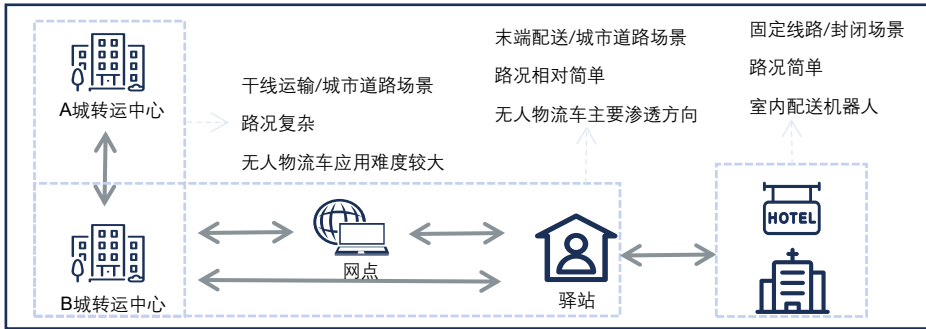 A城转运中心
干线运输/城市道路场景
路况复杂
无人物流车应用难度较大
末端配送/城市道路场景
路况相对简单
无人物流车主要渗透方向
固定线路/封闭场景
路况简单
室内配送机器人
B城转运中心
网点
驿站
HOTEL